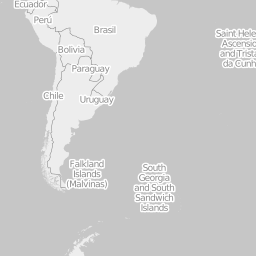 Ecuador
Perú
Brasil
Bolivia
Paraguay
Chile
Uruguay
Saint Hele
Ascensio
and Trista
da Cunh
Falkland
Islands
(Malvinas)
South
Georgia
and South
Sandwich
Islands